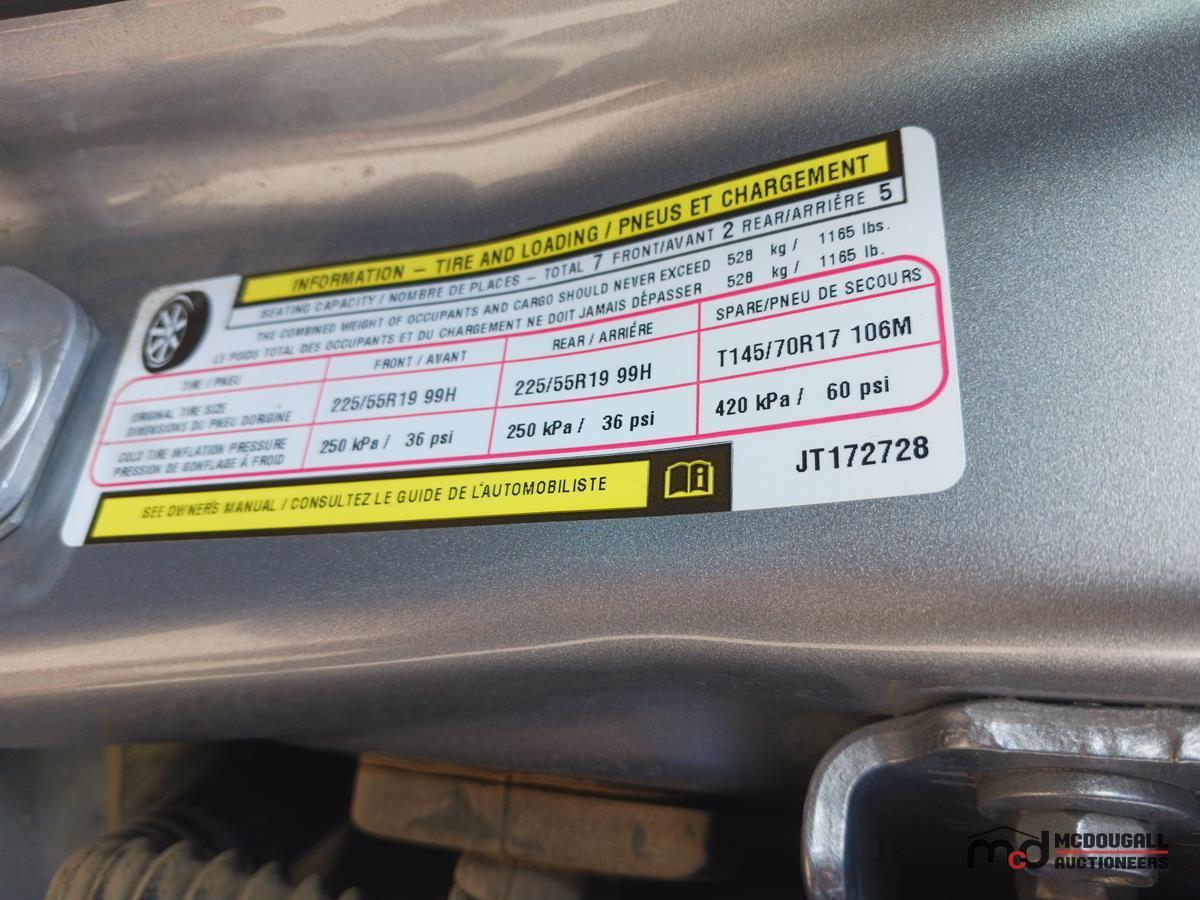 INFORMATION – TIRE AND LOADING / PNEUS ET CHARGEMENT
SEATING CAPACITY / NOMBRE DE PLACES – TOTAL 7 FRONT/AVANT 2 REAR/ARRIÉRE 5
THE COMBINED WEIGHT OF OCCUPANTS AND CARGO SHOULD NEVER EXCEED 528 kg / 1165 lbs.
LE POIDS TOTAL DES OCCUPANTS ET DU CHARGEMENT NE DOIT JAMAIS DÉPASSER 528 kg / 1165 lb.
TIRE / PNEU FRONT / AVANT REAR / ARRIÉRE SPARE/PNEU DE SECOURS
ORIGINAL TIRE SIZE
DIMENSIONS DU PNEU DORIGINE
225/55R19 99H 225/55R19 99H T145/70R17 106M
COLD TIRE INFLATION PRESSURE
PRESSION DE GONFLAGE À FROID
250 kPa / 36 psi 250 kPa / 36 psi 420 kPa / 60 psi
SEE OWNER'S MANUAL / CONSULTEZ LE GUIDE DE L'AUTOMOBILISTE
JT172728
mcd MCDOUGALL
AUCTIONEERS